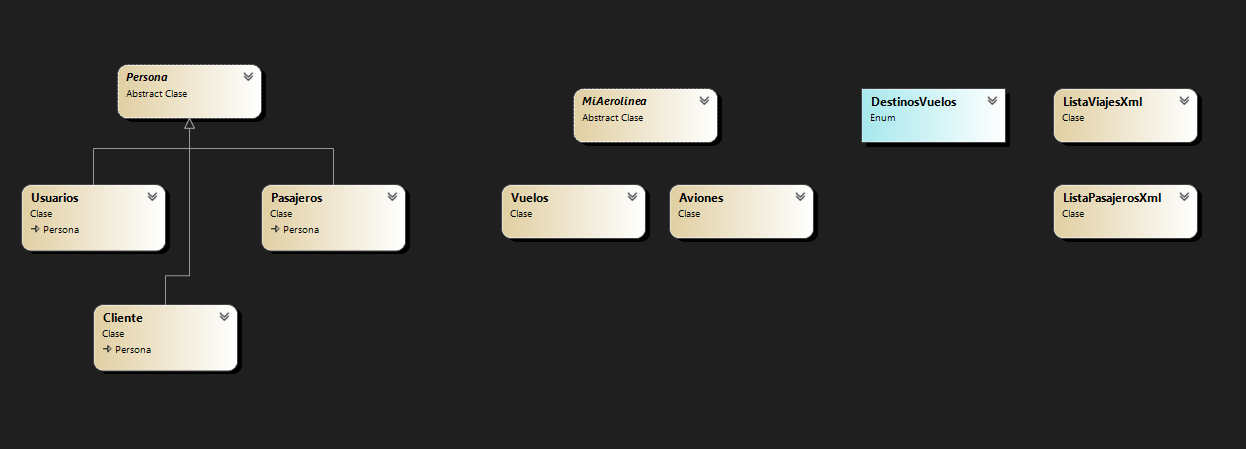 Persona
Abstract Clase
Usuarios
Clase
Persona
Pasajeros
Clase
Persona
Cliente
Clase
Persona
MiAerolinea
Abstract Clase
Vuelos
Clase
Aviones
Clase
DestinosVuelos
Enum
ListaViajesXml
Clase
ListaPasajerosXml
Clase